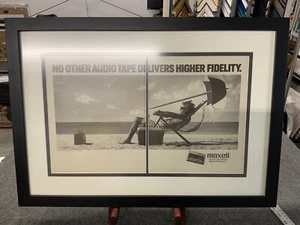 NO OTHER AUDIO TAPE DELIVERS HIGHER FIDELITY.
maxell